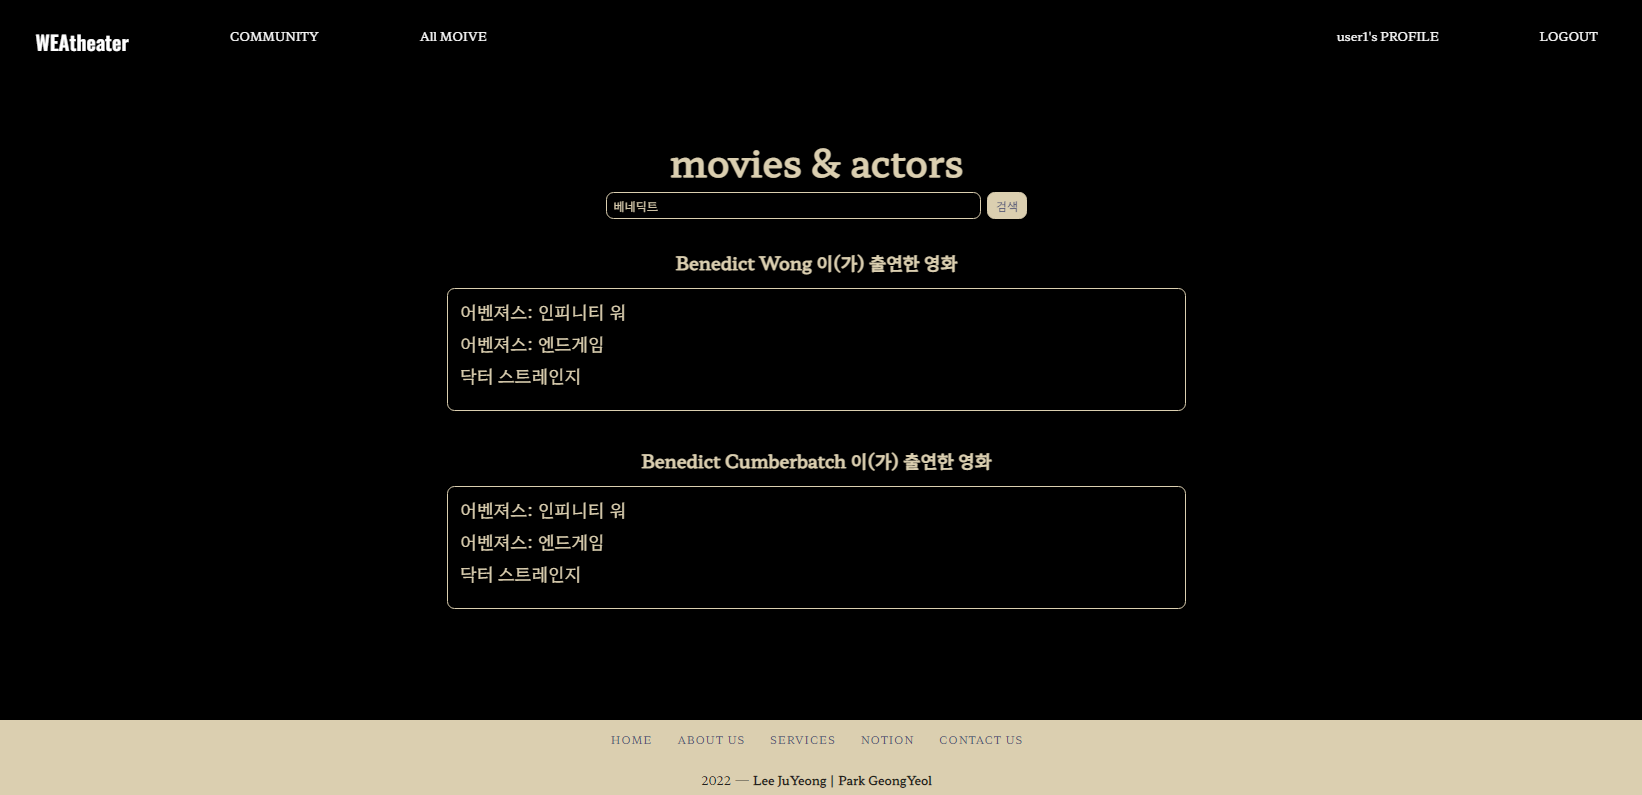 WEAtheater COMMUNITY All MOIVE user1's PROFILE LOGOUT
movies & actors
베네딕트 검색
Benedict Wong 이(가) 출연한 영화
어벤져스: 인피니티 워
어벤져스: 엔드게임
닥터 스트레인지
Benedict Cumberbatch 이(가) 출연한 영화
어벤져스: 인피니티 워
어벤져스: 엔드게임
닥터 스트레인지
HOME ABOUT US SERVICES NOTION CONTACT US
2022 — Lee JuYeong | Park GeongYeol